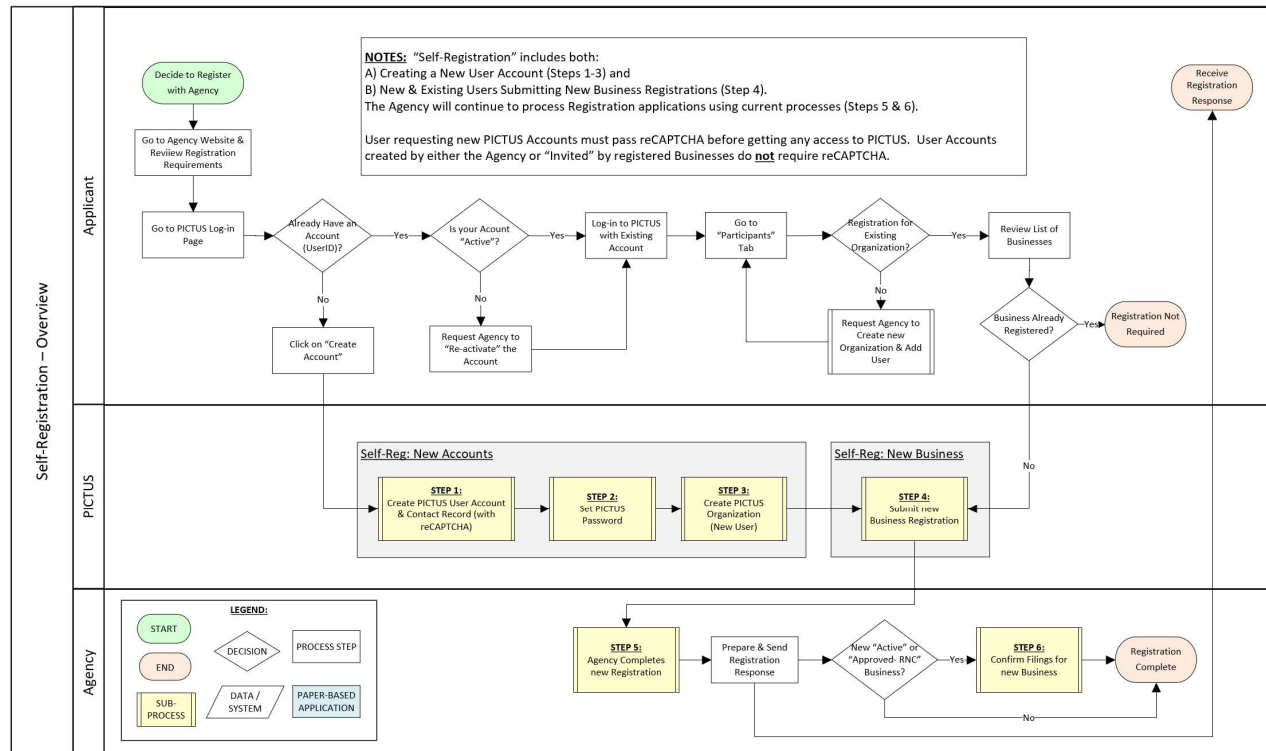 Self-Registration – Overview
Applicant
Decide to Register
with Agency
Go to Agency Website &
Reviiew Registration
Requirements
Go to PICTUS Log-in
Page
Already Have an
Account
(UserID)?
Yes
No
Click on "Create
Account"
Is your Acount
"Active"?
Yes
No
Request Agency to
"Re-activate" the
Account
Log-in to PICTUS
with Existing
Account
Go to
"Participants"
Tab
Registration for
Existing
Organization?
Yes
No
Request Agency to
Create new
Organization & Add
User
Review List of
Businesses
Business Already
Registered?
Yes
Registration Not
Required
No
Receive
Registration
Response
NOTES: "Self-Registration" includes both:
A) Creating a New User Account (Steps 1-3) and
B) New & Existing Users Submitting New Business Registrations (Step 4).
The Agency will continue to process Registration applications using current processes (Steps 5 & 6).
User requesting new PICTUS Accounts must pass reCAPTCHA before getting any access to PICTUS. User Accounts
created by either the Agency or "Invited" by registered Businesses do not require reCAPTCHA.
PICTUS
Self-Reg: New Accounts
STEP 1:
Create PICTUS User Account
& Contact Record (with
reCAPTCHA)
STEP 2:
Set PICTUS
Password
STEP 3:
Create PICTUS
Organization
(New User)
Self-Reg: New Business
STEP 4:
Submit new
Business Registration
Agency
LEGEND:
START
END
SUB-
PROCESS
DECISION
DATA /
SYSTEM
PROCESS STEP
PAPER-BASED
APPLICATION
STEP 5:
Agency Completes
new Registration
Prepare & Send
Registration
Response
New "Active" or
"Approved- RNC"
Business?
Yes
No
STEP 6:
Confirm Filings for
new Business
Registration
Complete